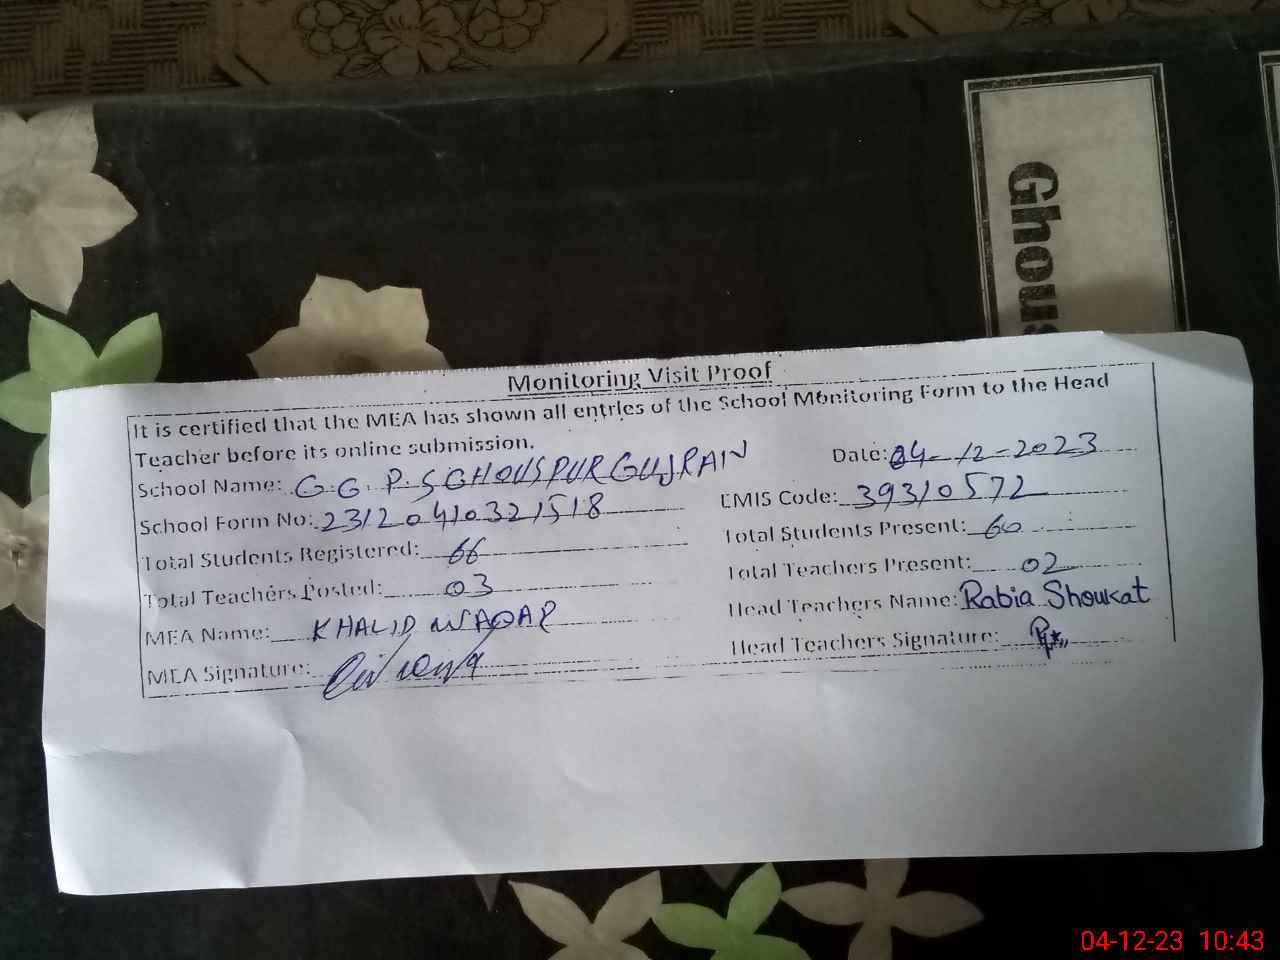 Ghous
Monitoring Visit Proof
It is certified that the MEA has shown all entries of the School Monitoring Form to the Head
Teacher before its online submission.
School Name: G.G.P.S GHOUSPUR GUJRAN Date: 04-12-2023
School Form No: 23120410321518 EMIS Code: 39310572
Total Students Registered: 66 Total Students Present: 60
Total Teachers Posted: 03 Total Teachers Present: 02
MEA Name: KHALID WAQAR Head Teachers Name: Rabia Shoukat
MEA Signature: Head Teachers Signature:
04-12-23 10:43